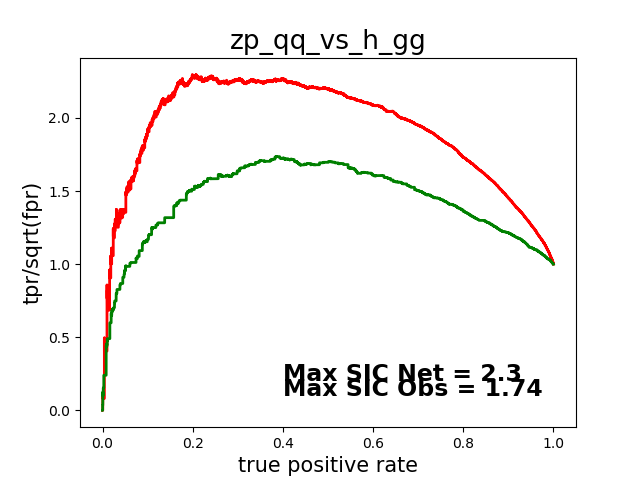 zp_qq_vs_h_gg
tpr/sqrt(fpr)
2.0
1.5
1.0
0.5
0.0
Max SIC Net = 2.3
Max SIC Obs = 1.74
0.0 0.2 0.4 0.6 0.8 1.0
true positive rate